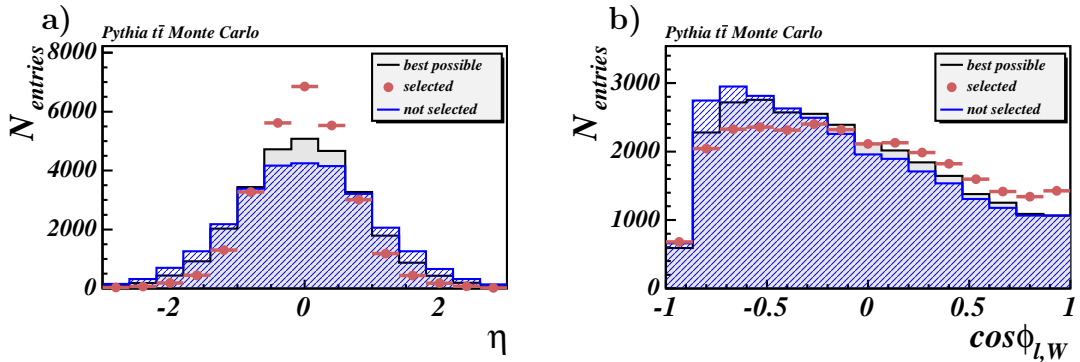 a)
Pythia tt̄ Monte Carlo
N_entries
8000
6000
4000
2000
0
best possible
selected
not selected
-2
0
2
η
b)
Pythia tt̄ Monte Carlo
N_entries
3000
2000
1000
0
best possible
selected
not selected
-1
-0.5
0
0.5
1
cosϕ_l,W